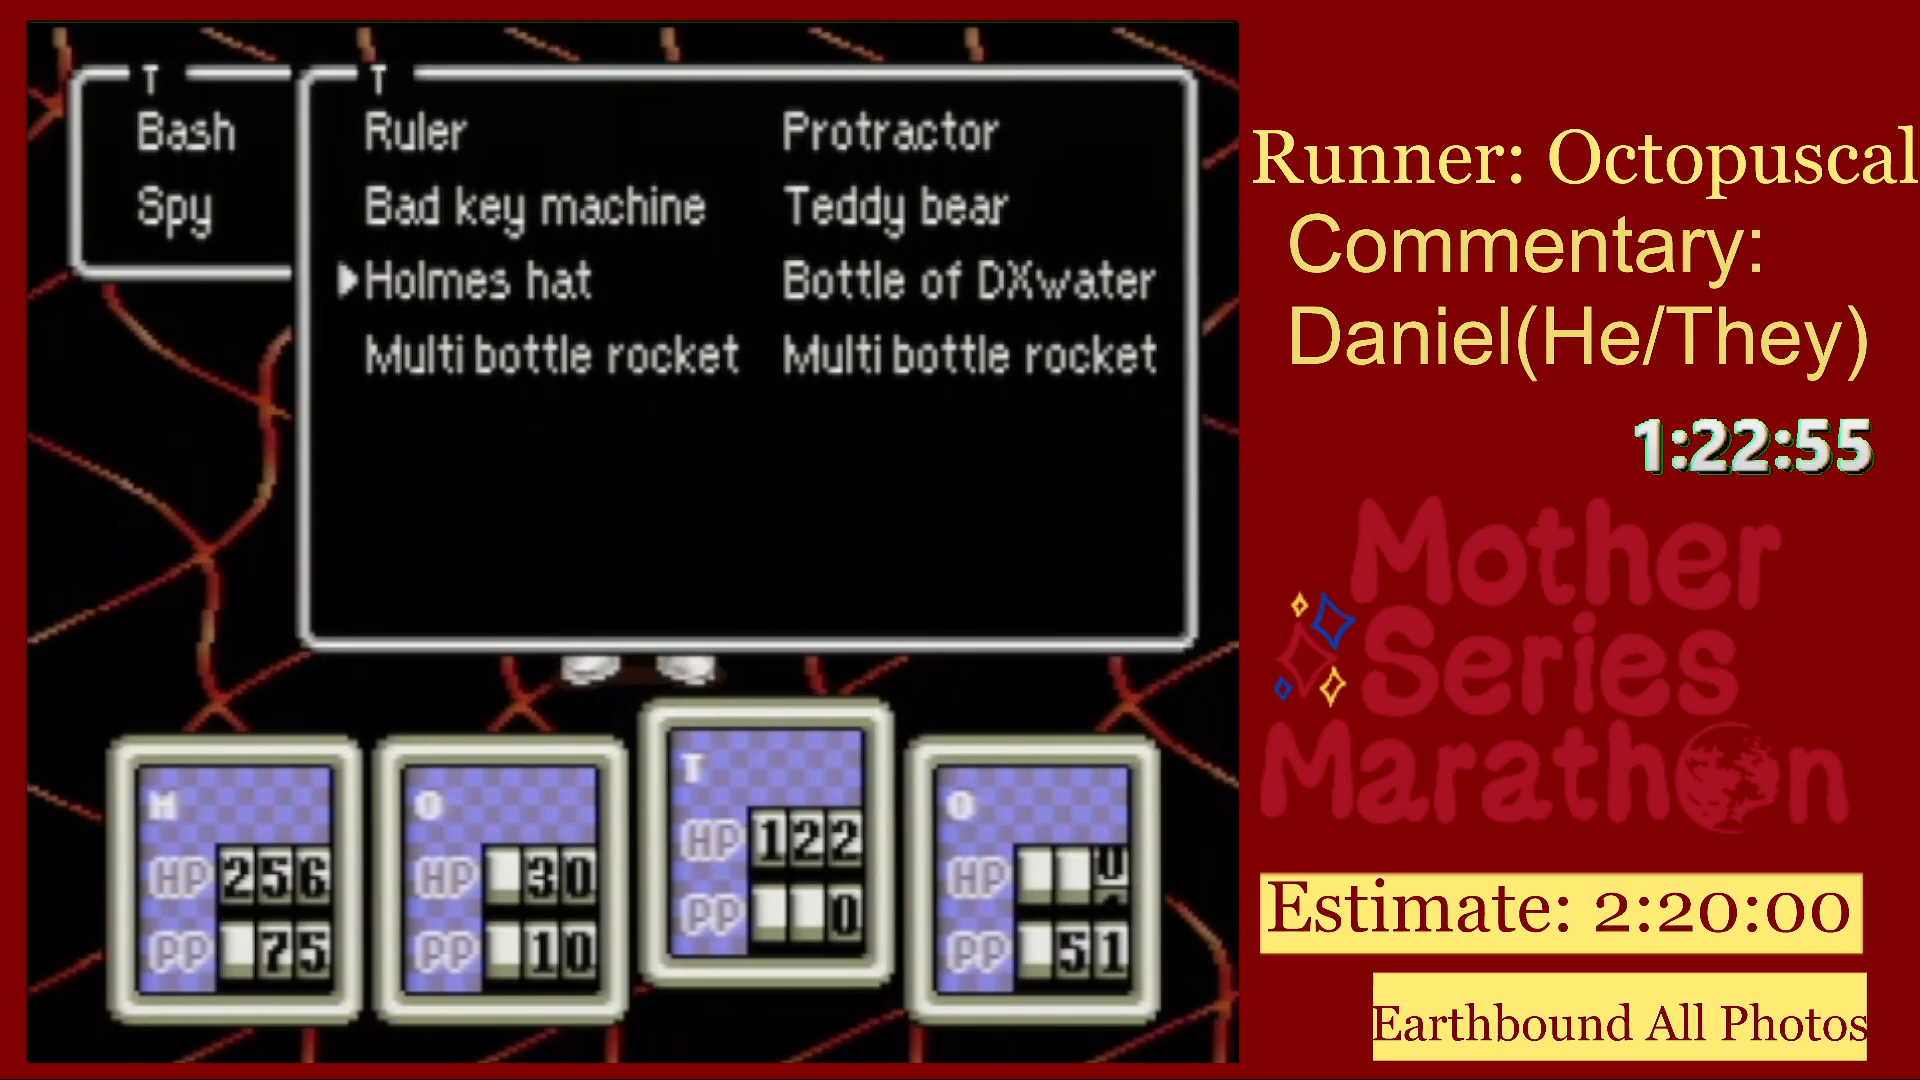 T
Bash
Spy
T
Ruler Protractor
Bad key machine Teddy bear
Holmes hat Bottle of DXwater
Multi bottle rocket Multi bottle rocket
M
HP 256
PP 75
O
HP 30
PP 10
T
HP 122
PP 0
O
HP 0
PP 51
Runner: Octopuscal
Commentary:
Daniel(He/They)
1:22:55
Mother
Series
Marathon
Estimate: 2:20:00
Earthbound All Photos